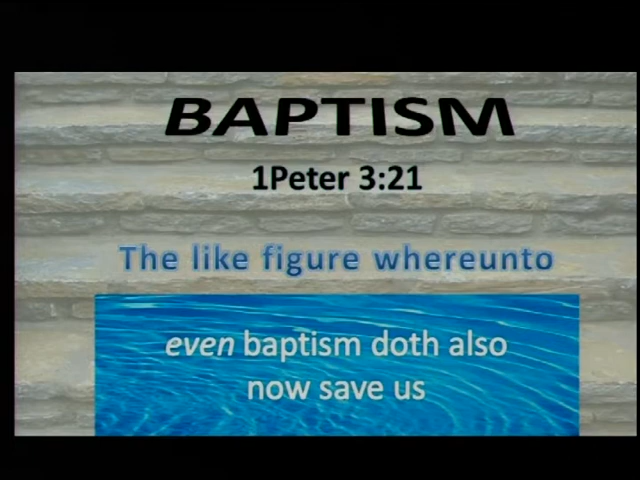 BAPTISM
1Peter 3:21
The like figure whereunto
even baptism doth also
now save us